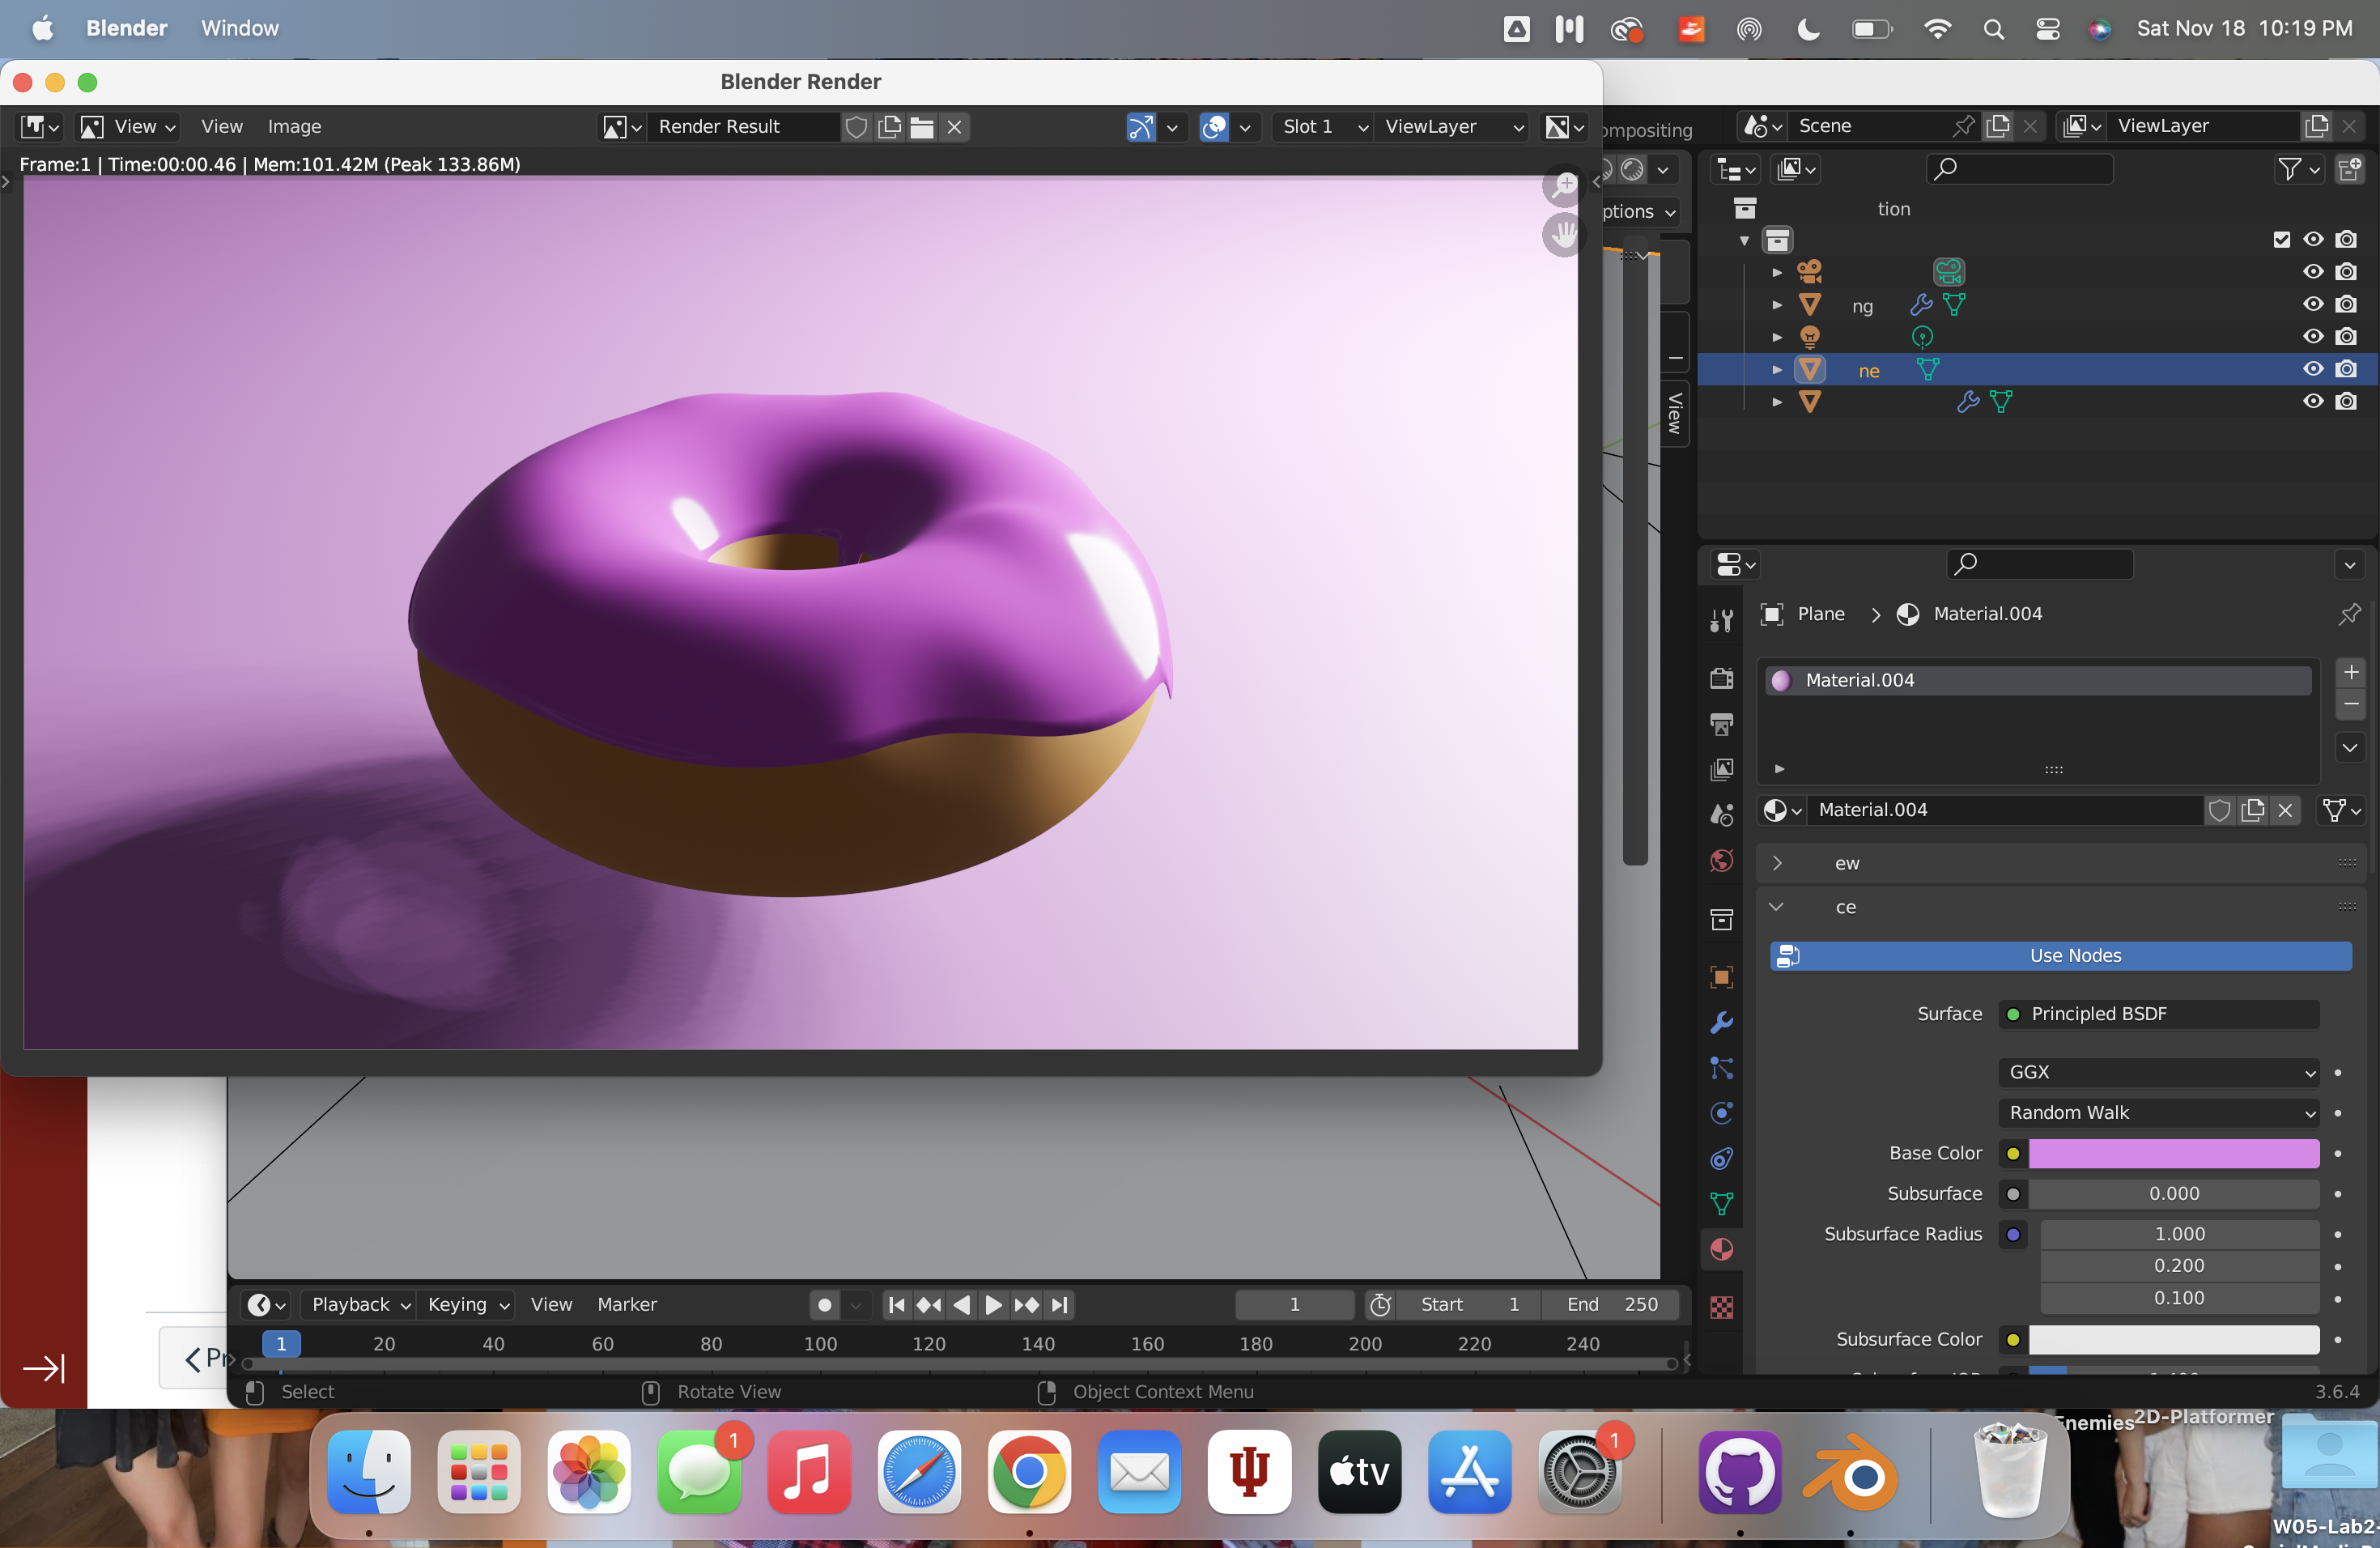 Blender Window Sat Nov 18 10:19 PM
Blender Render
View View Image Render Result Slot 1 ViewLayer
ompositing Scene ViewLayer
Frame:1 | Time:00:00.46 | Mem:101.42M (Peak 133.86M)
ptions
tion
ng
ne
View
Plane Material.004
Material.004
Material.004
ew
ce
Use Nodes
Surface Principled BSDF
GGX
Random Walk
Base Color
Subsurface 0.000
Subsurface Radius 1.000
0.200
0.100
Subsurface Color
Playback Keying View Marker 1 Start 1 End 250
1 20 40 60 80 100 120 140 160 180 200 220 240
Pr
Select Rotate View Object Context Menu 3.6.4
Enemies 2D-Platformer
1 1
tv
W05-Lab2-